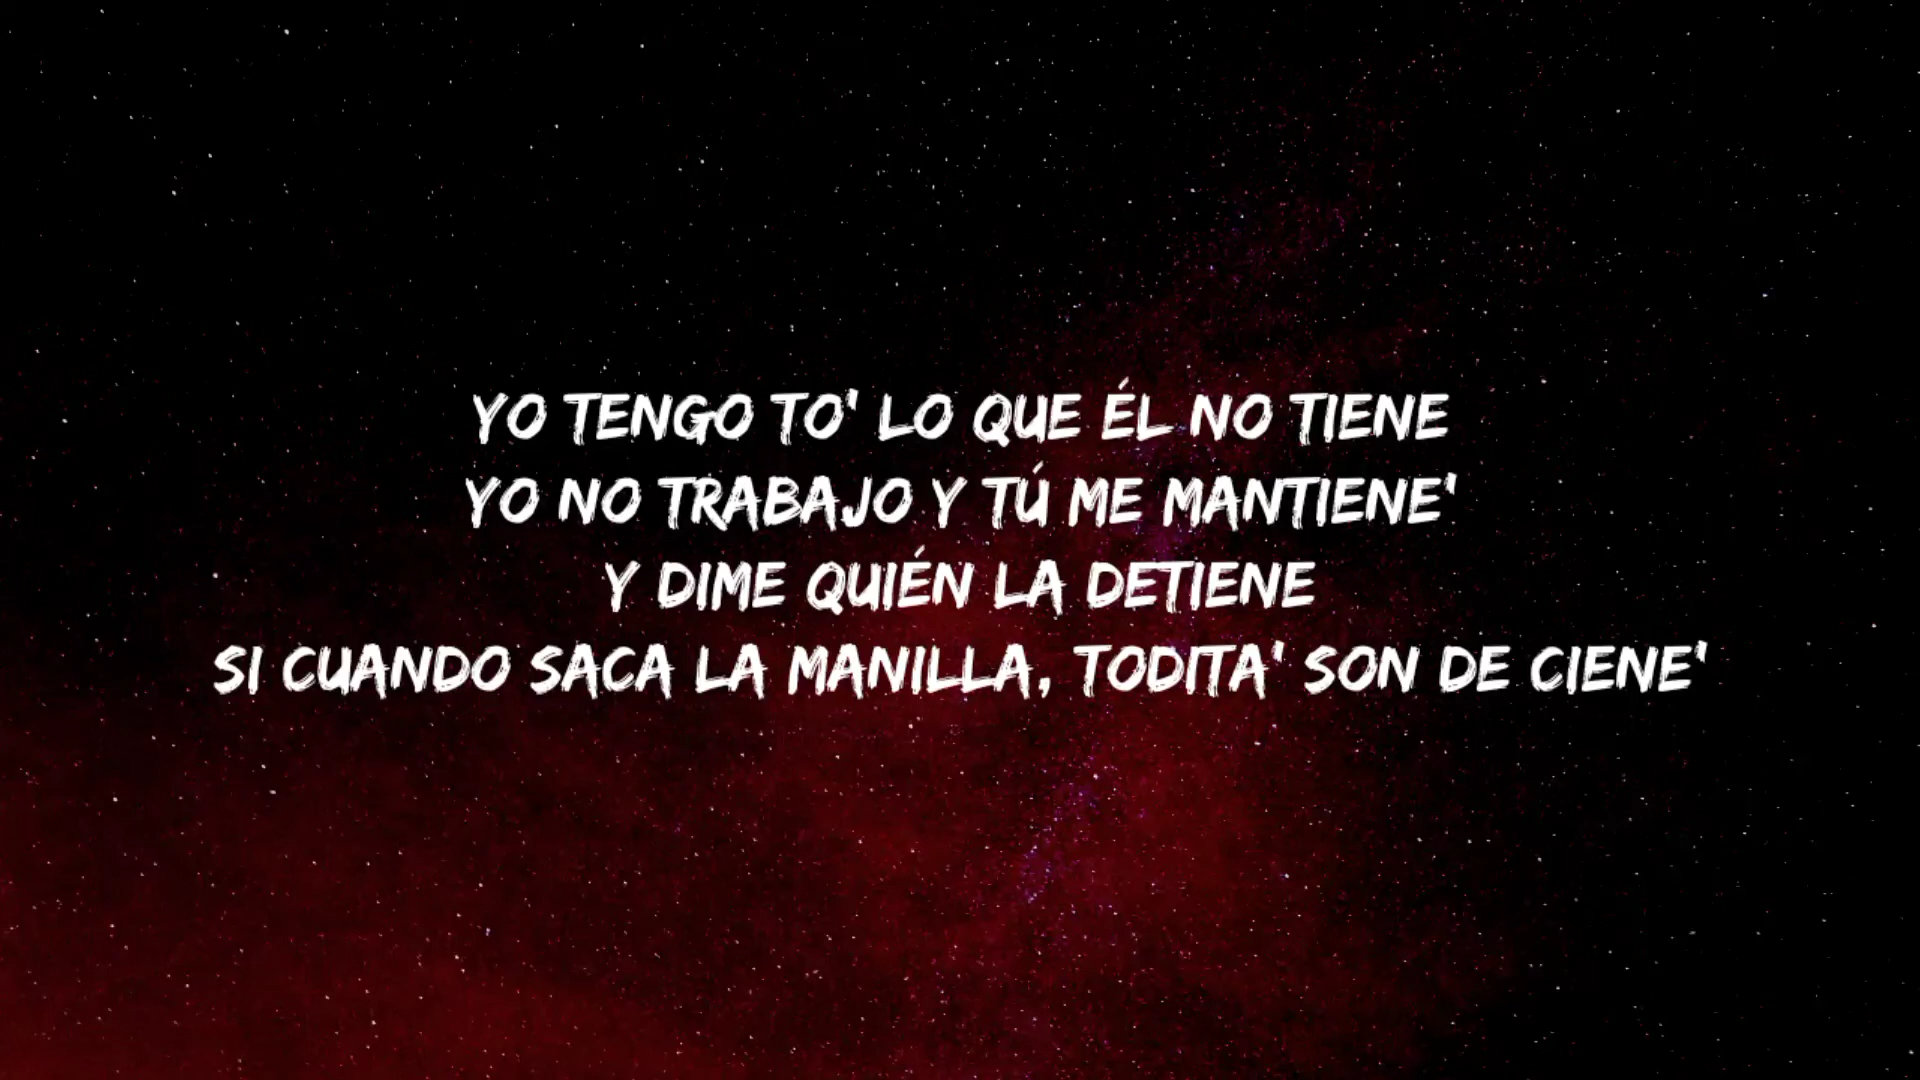 YO TENGO TO' LO QUE ÉL NO TIENE
YO NO TRABAJO Y TÚ ME MANTIENE'
Y DIME QUIÉN LA DETIENE
SI CUANDO SACA LA MANILLA, TODITA' SON DE CIENE'